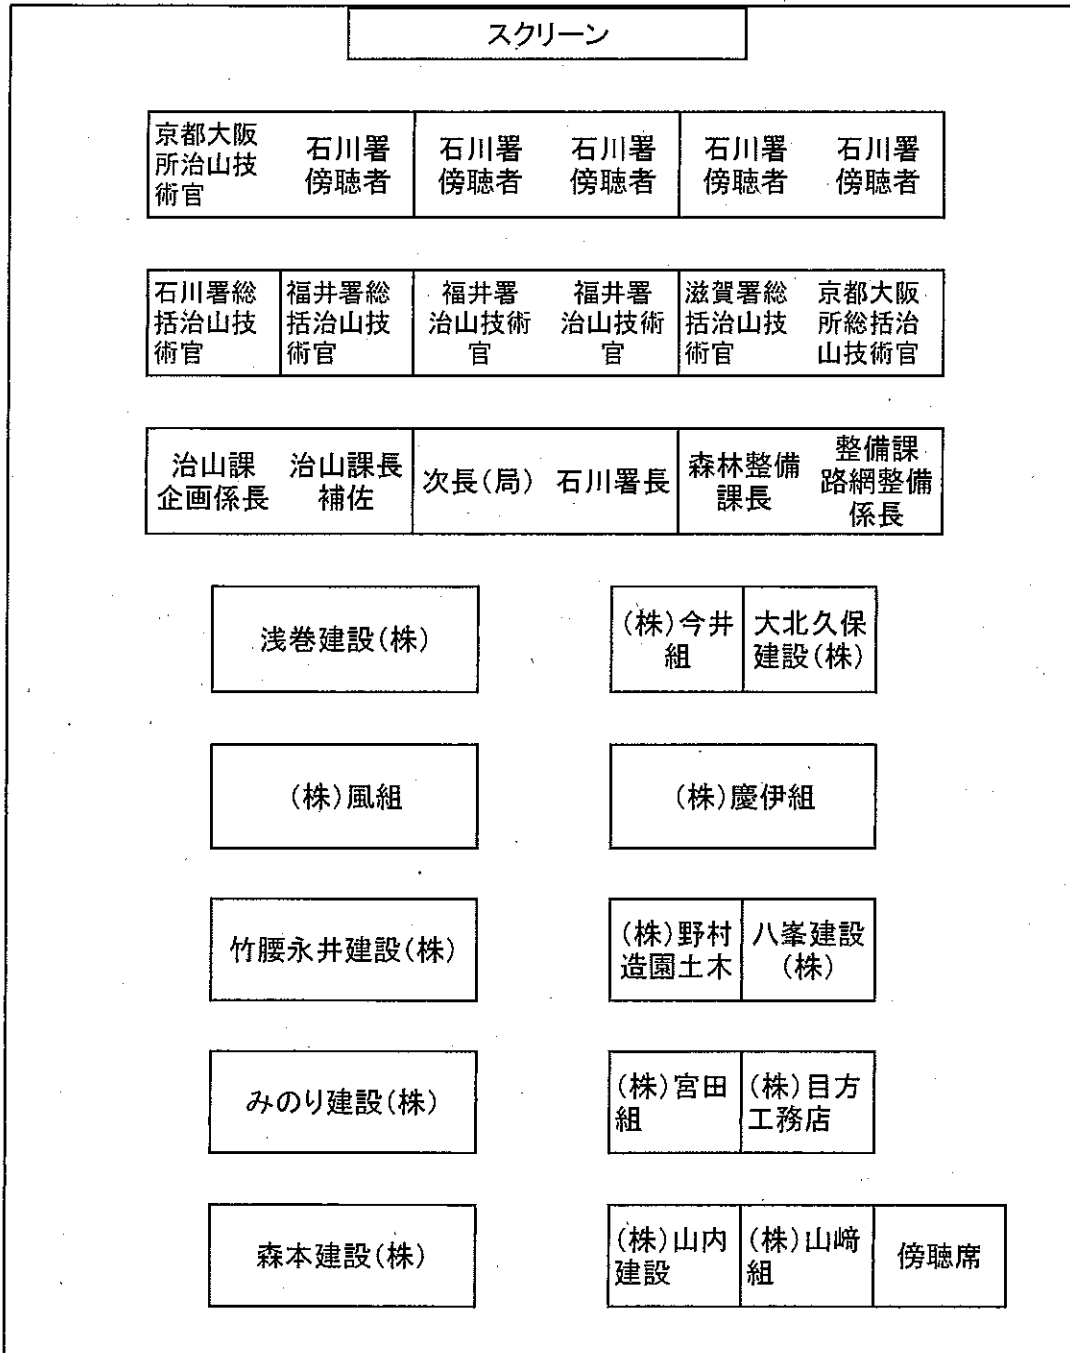 スクリーン
京都大阪
所治山技
術官
石川署
傍聴者
石川署
傍聴者
石川署
傍聴者
石川署
傍聴者
石川署
傍聴者
石川署総
括治山技
術官
福井署総
括治山技
術官
福井署
治山技術
官
福井署
治山技術
官
滋賀署総
括治山技
術官
京都大阪
所総括治
山技術官
治山課
企画係長
治山課長
補佐
次長(局)
石川署長
森林整備
課長
整備課
路網整備
係長
浅巻建設(株)
(株)今井
組
大北久保
建設(株)
(株)風組
(株)慶伊組
竹腰永井建設(株)
(株)野村
造園土木
八峯建設
(株)
みのり建設(株)
(株)宮田
組
(株)目方
工務店
森本建設(株)
(株)山内
建設
(株)山﨑
組
傍聴席